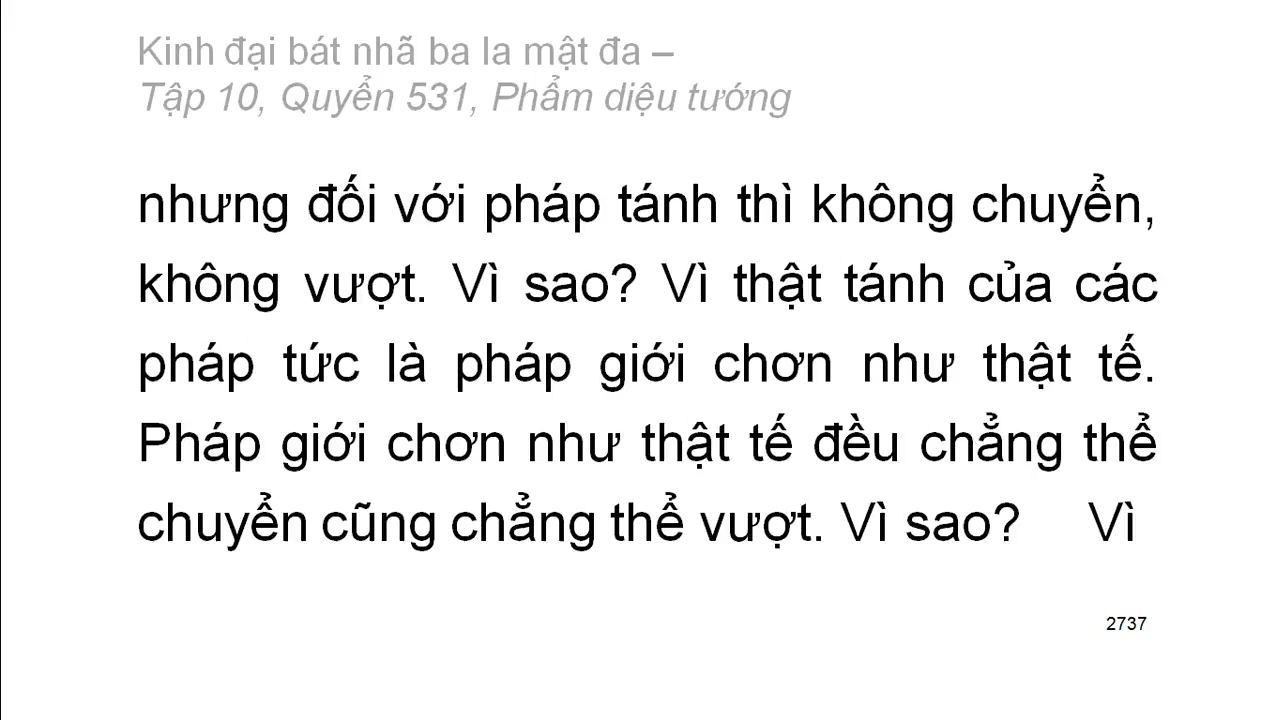 Kinh đại bát nhã ba la mật đa –
Tập 10, Quyển 531, Phẩm diệu tướng
nhưng đối với pháp tánh thì không chuyển,
không vượt. Vì sao? Vì thật tánh của các
pháp tức là pháp giới chơn như thật tế.
Pháp giới chơn như thật tế đều chẳng thể
chuyển cũng chẳng thể vượt. Vì sao? Vì
2737